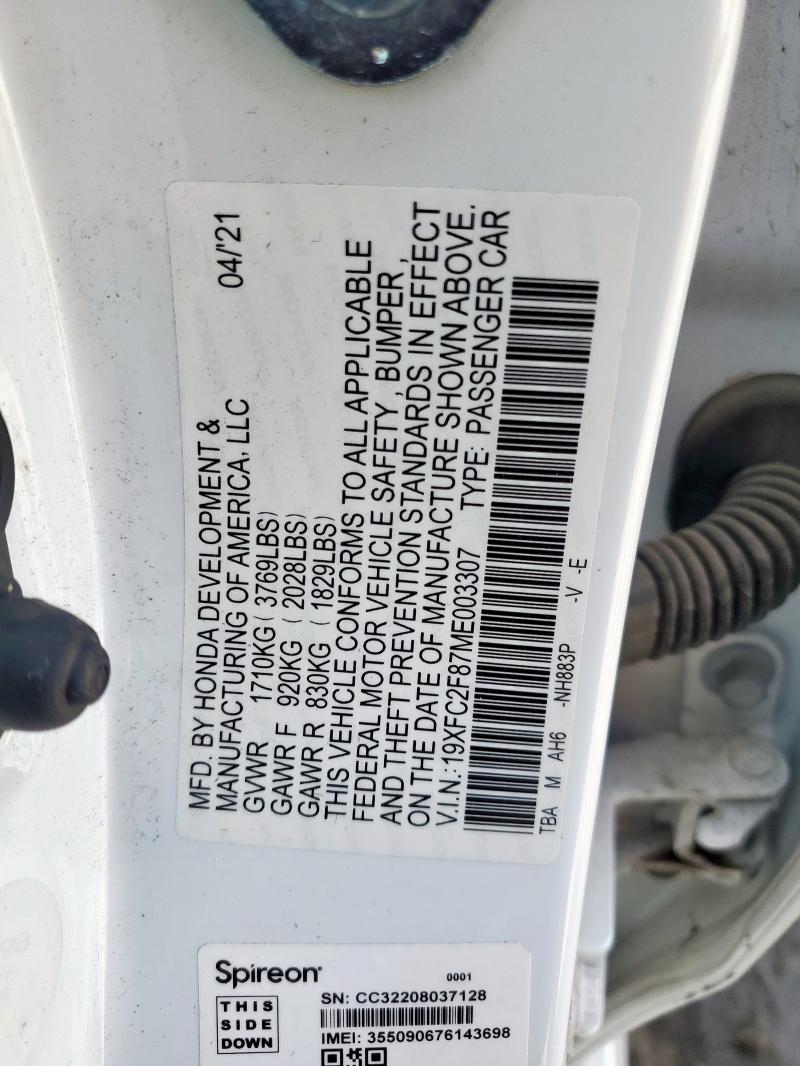 MFD. BY HONDA DEVELOPMENT &
MANUFACTURING OF AMERICA, LLC 04/'21
GVWR 1710KG ( 3769LBS)
GAWR F 920KG ( 2028LBS)
GAWR R 830KG ( 1829LBS)
THIS VEHICLE CONFORMS TO ALL APPLICABLE
FEDERAL MOTOR VEHICLE SAFETY , BUMPER ,
AND THEFT PREVENTION STANDARDS IN EFFECT
ON THE DATE OF MANUFACTURE SHOWN ABOVE.
V.I.N.:19XFC2F87ME003307 TYPE: PASSENGER CAR
TBA M AH6 -NH883P -V -E
Spireon
0001
THIS
SIDE
DOWN
SN: CC32208037128
IMEI: 355090676143698